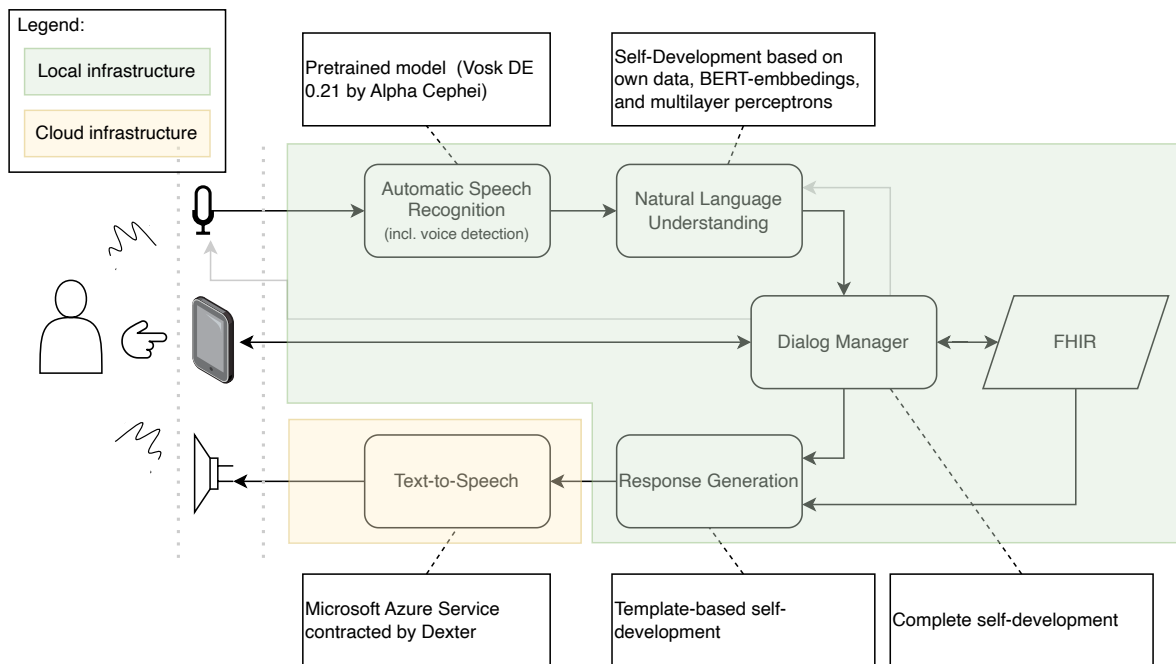 Legend:
Local infrastructure
Cloud infrastructure
Pretrained model  (Vosk DE
0.21 by Alpha Cephei)
Self-Development based on
own data, BERT-embbedings,
and multilayer perceptrons
Automatic Speech
Recognition
(incl. voice detection)
Natural Language
Understanding
Dialog Manager
FHIR
Text-to-Speech
Response Generation
Microsoft Azure Service
contracted by Dexter
Template-based self-
development
Complete self-development